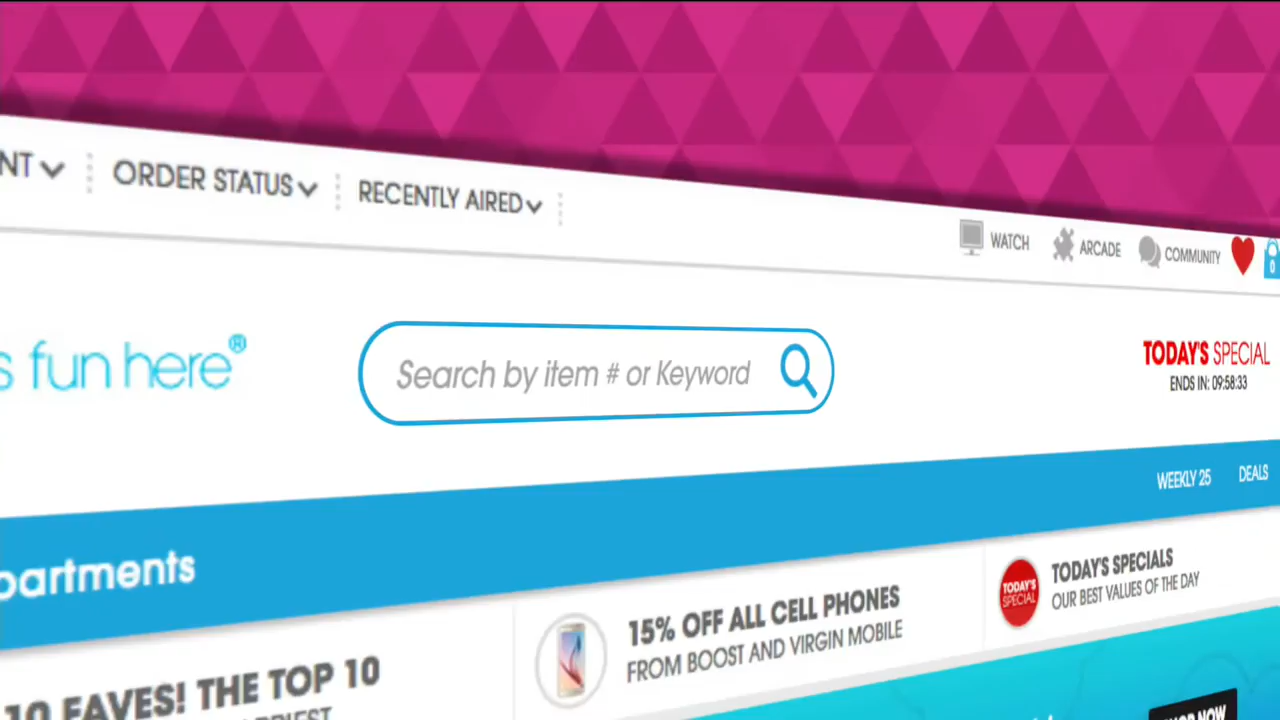 NT
ORDER STATUS
RECENTLY AIRED
WATCH
ARCADE
COMMUNITY
0
s fun here®
Search by item # or Keyword
TODAY'S SPECIAL
ENDS IN: 09:58:33
WEEKLY 25
DEALS
partments
10 FAVES! THE TOP 10
15% OFF ALL CELL PHONES
FROM BOOST AND VIRGIN MOBILE
TODAY'S
SPECIAL
TODAY'S SPECIALS
OUR BEST VALUES OF THE DAY
NOW